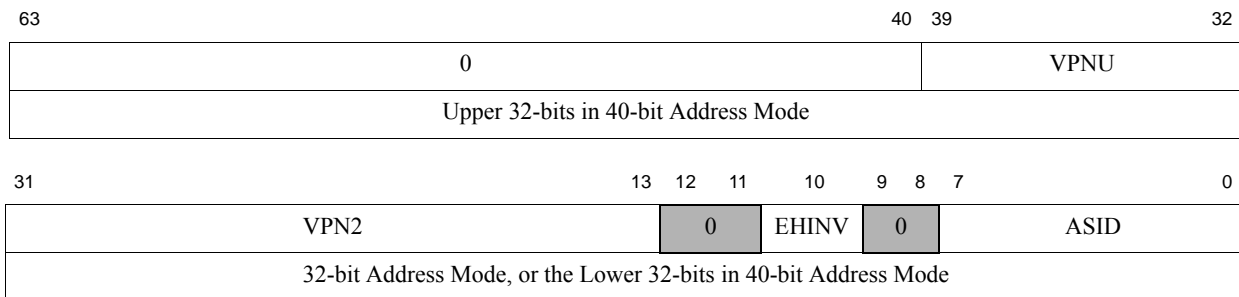 63 40 39 32
0 VPNU
Upper 32-bits in 40-bit Address Mode
31 13 12 11 10 9 8 7 0
VPN2 0 EHINV 0 ASID
32-bit Address Mode, or the Lower 32-bits in 40-bit Address Mode